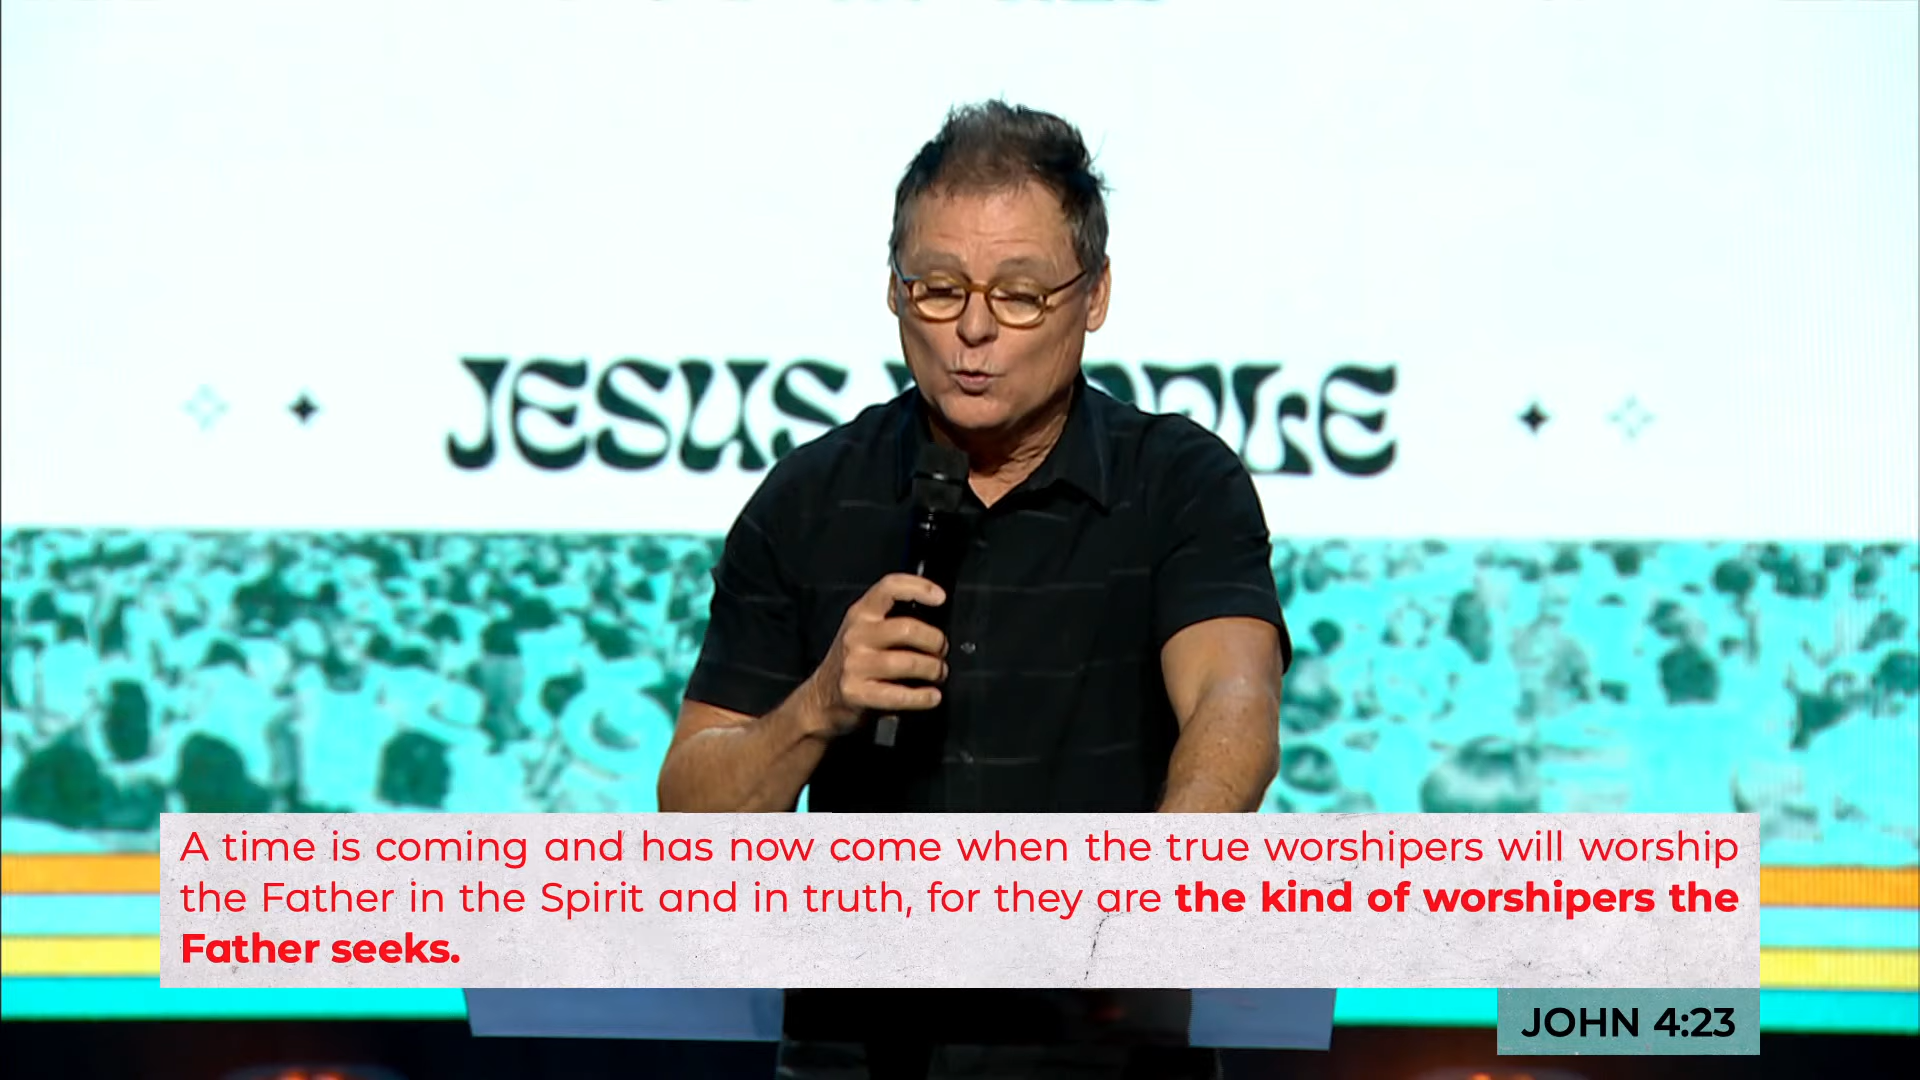 JESUS
A time is coming and has now come when the true worshipers will worship
the Father in the Spirit and in truth, for they are the kind of worshipers the
Father seeks.
JOHN 4:23